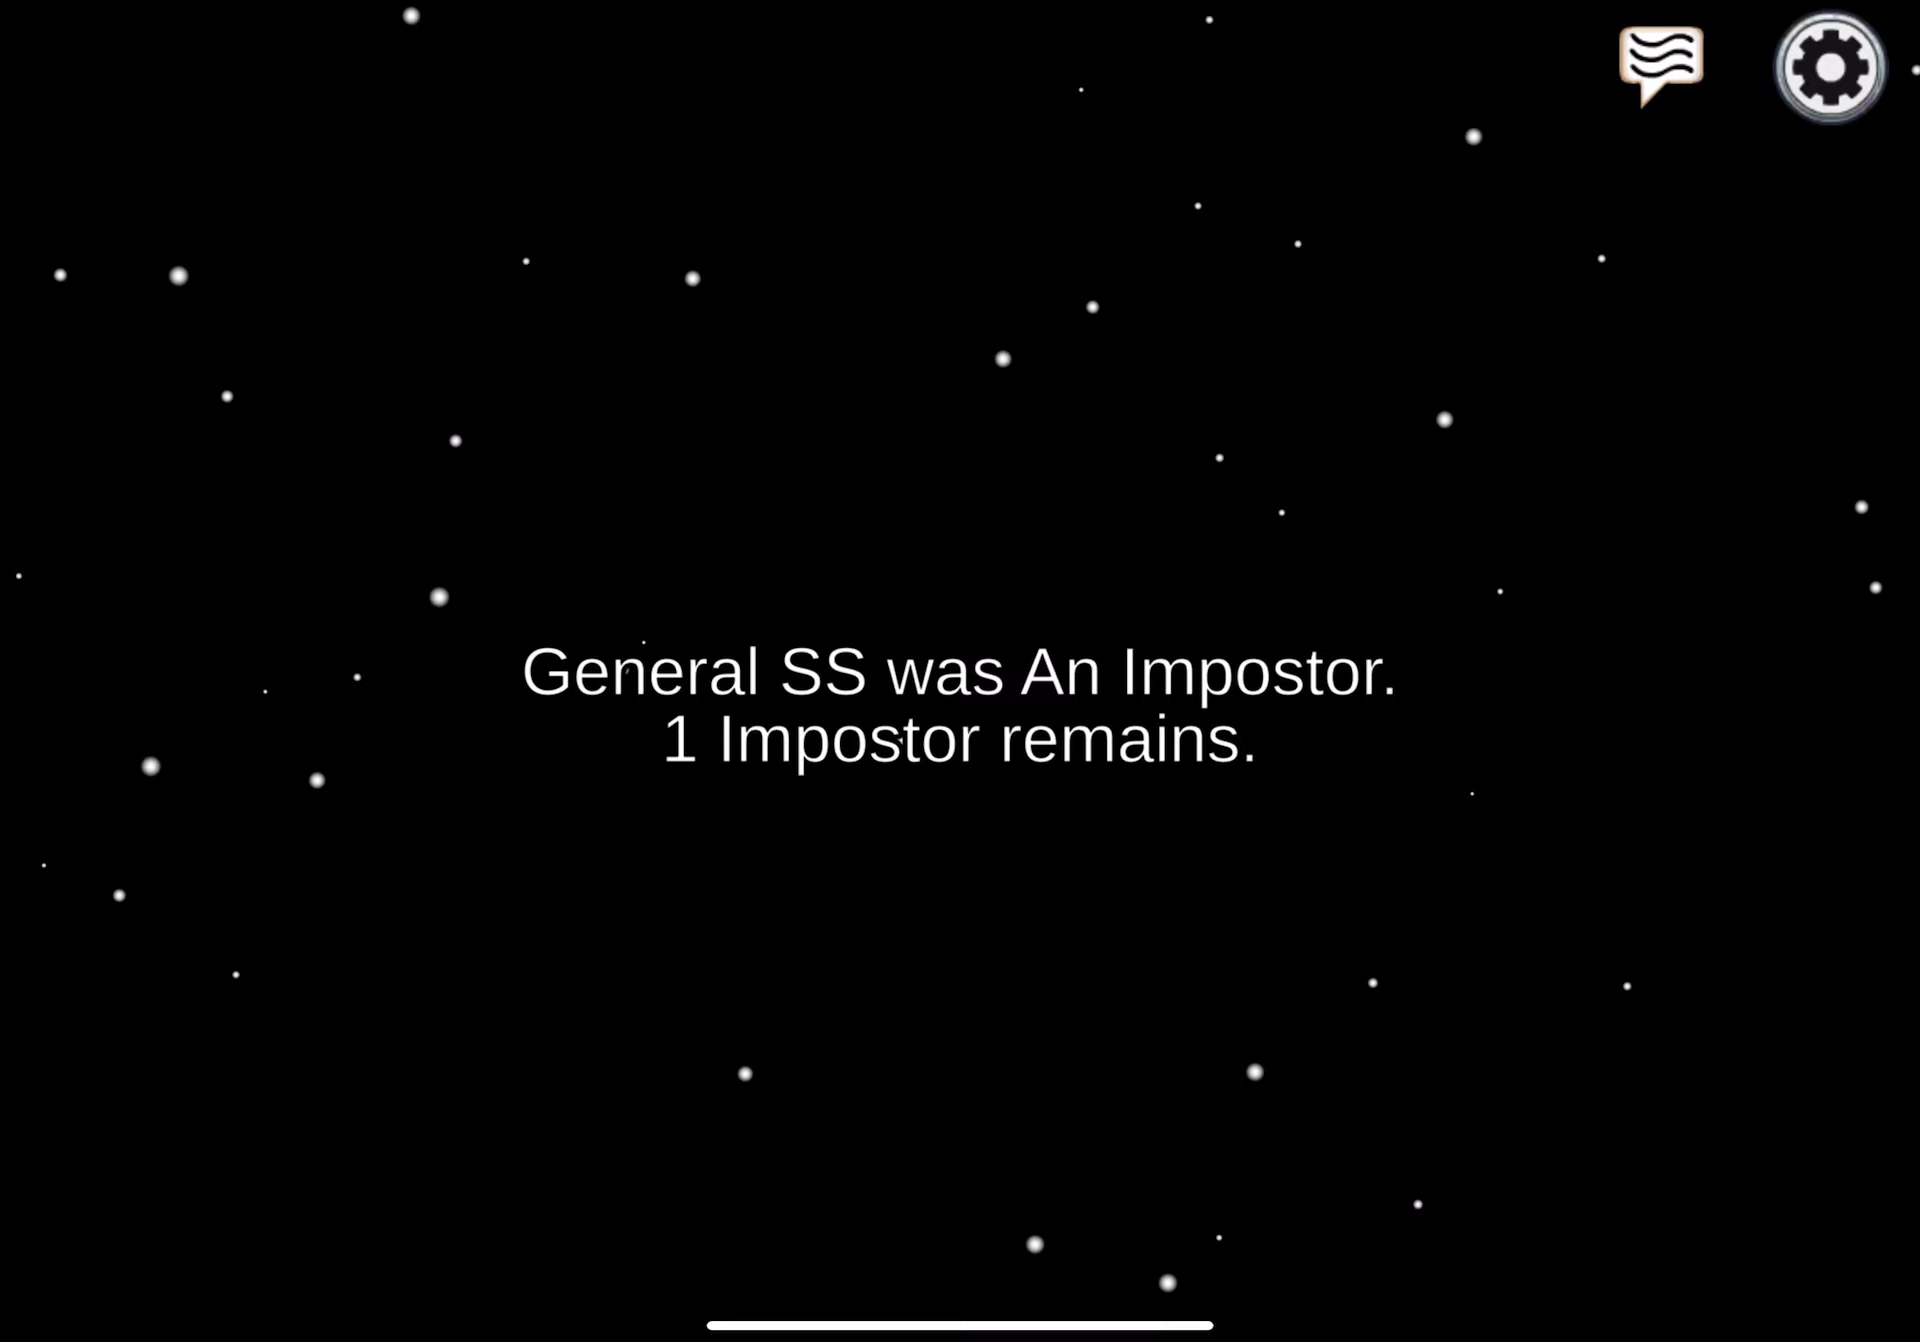 General SS was An Impostor.
1 Impostor remains.